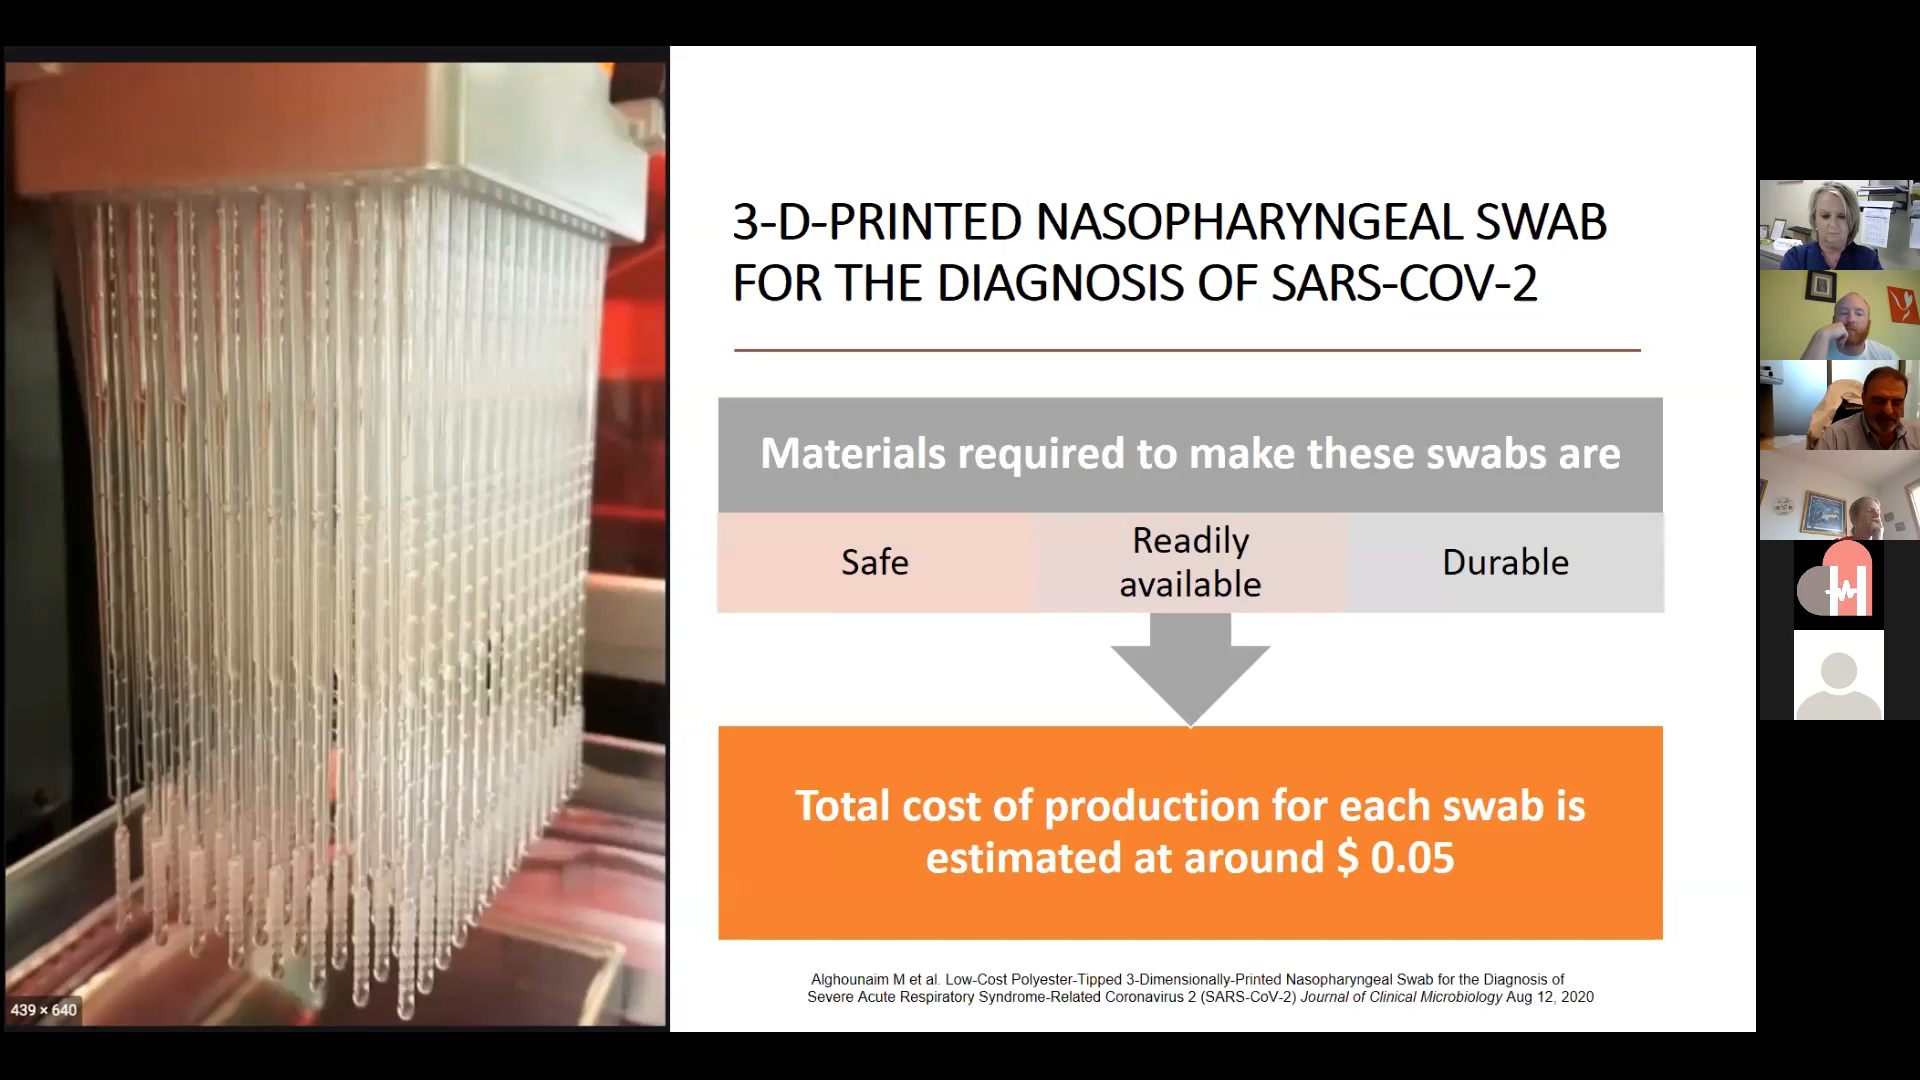 3-D-PRINTED NASOPHARYNGEAL SWAB
FOR THE DIAGNOSIS OF SARS-COV-2
Materials required to make these swabs are
Safe
Readily
available
Durable
Total cost of production for each swab is
estimated at around $ 0.05
Alghounaim M et al. Low-Cost Polyester-Tipped 3-Dimensionally-Printed Nasopharyngeal Swab for the Diagnosis of
Severe Acute Respiratory Syndrome-Related Coronavirus 2 (SARS-CoV-2) Journal of Clinical Microbiology Aug 12, 2020
439 × 640